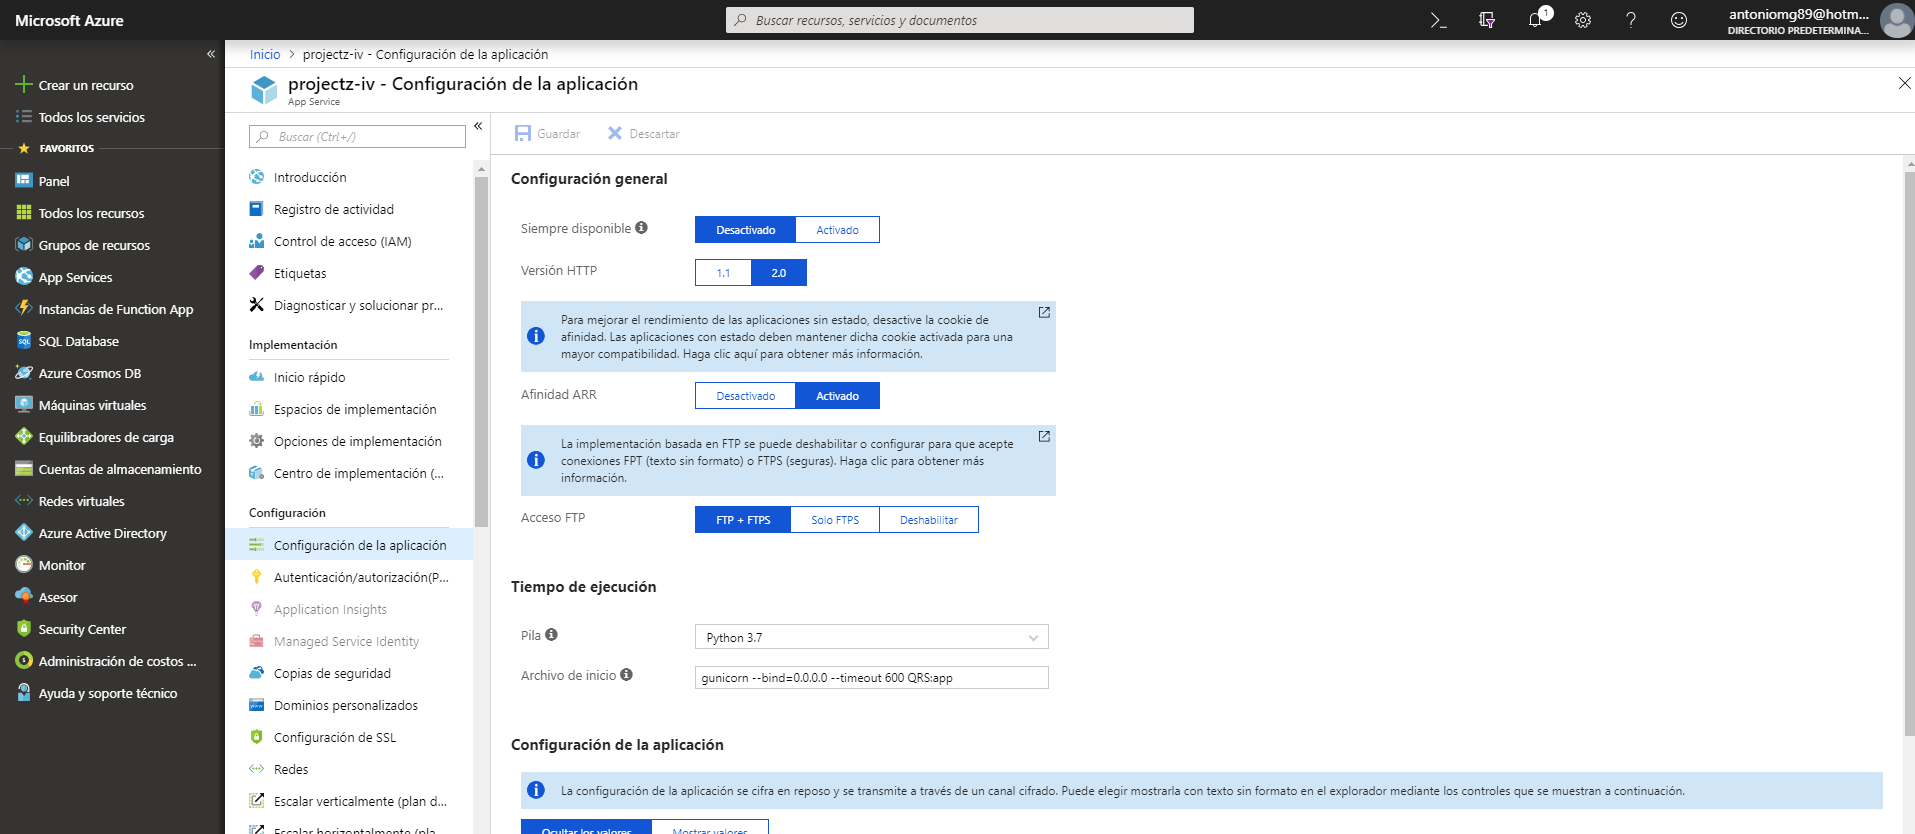 Microsoft Azure
Buscar recursos, servicios y documentos
1
antoniomg89@hotm...
DIRECTORIO PREDETERMINA...
Crear un recurso
Todos los servicios
FAVORITOS
Panel
Todos los recursos
Grupos de recursos
App Services
Instancias de Function App
SQL Database
Azure Cosmos DB
Máquinas virtuales
Equilibradores de carga
Cuentas de almacenamiento
Redes virtuales
Azure Active Directory
Monitor
Asesor
Security Center
Administración de costos ...
Ayuda y soporte técnico
Inicio > projectz-iv - Configuración de la aplicación
projectz-iv - Configuración de la aplicación
App Service
Buscar (Ctrl+/)
Introducción
Registro de actividad
Control de acceso (IAM)
Etiquetas
Diagnosticar y solucionar pr...
Implementación
Inicio rápido
Espacios de implementación
Opciones de implementación
Centro de implementación (...
Configuración
Configuración de la aplicación
Autenticación/autorización(P...
Application Insights
Managed Service Identity
Copias de seguridad
Dominios personalizados
Configuración de SSL
Redes
Escalar verticalmente (plan d...
Escalar horizontalmente (pla...
Guardar Descartar
Configuración general
Siempre disponible Desactivado Activado
Versión HTTP 1.1 2.0
Para mejorar el rendimiento de las aplicaciones sin estado, desactive la cookie de
afinidad. Las aplicaciones con estado deben mantener dicha cookie activada para una
mayor compatibilidad. Haga clic aquí para obtener más información.
Afinidad ARR Desactivado Activado
La implementación basada en FTP se puede deshabilitar o configurar para que acepte
conexiones FPT (texto sin formato) o FTPS (seguras). Haga clic para obtener más
información.
Acceso FTP FTP + FTPS Solo FTPS Deshabilitar
Tiempo de ejecución
Pila Python 3.7
Archivo de inicio gunicorn --bind=0.0.0.0 --timeout 600 QRS:app
Configuración de la aplicación
La configuración de la aplicación se cifra en reposo y se transmite a través de un canal cifrado. Puede elegir mostrarla con texto sin formato en el explorador mediante los controles que se muestran a continuación.
Ocultar los valores Mostrar valores